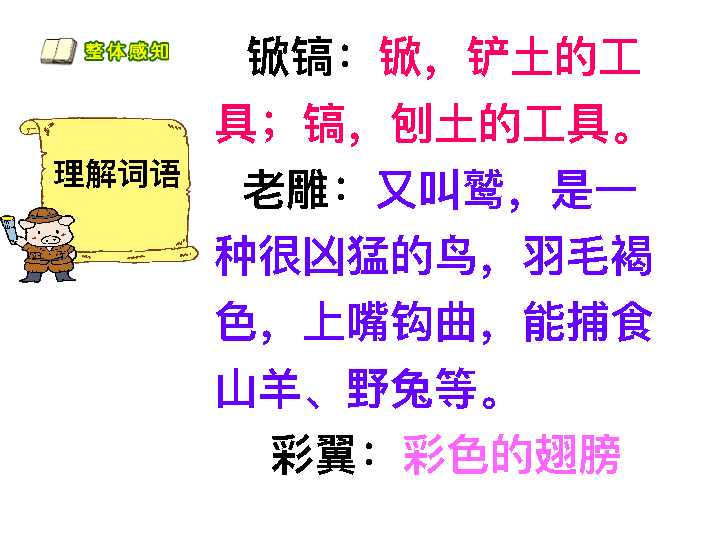 整体感知
理解词语
锨镐：锨，铲土的工
具；镐，刨土的工具。
老雕：又叫鹫，是一
种很凶猛的鸟，羽毛褐
色，上嘴钩曲，能捕食
山羊、野兔等。
彩翼：彩色的翅膀